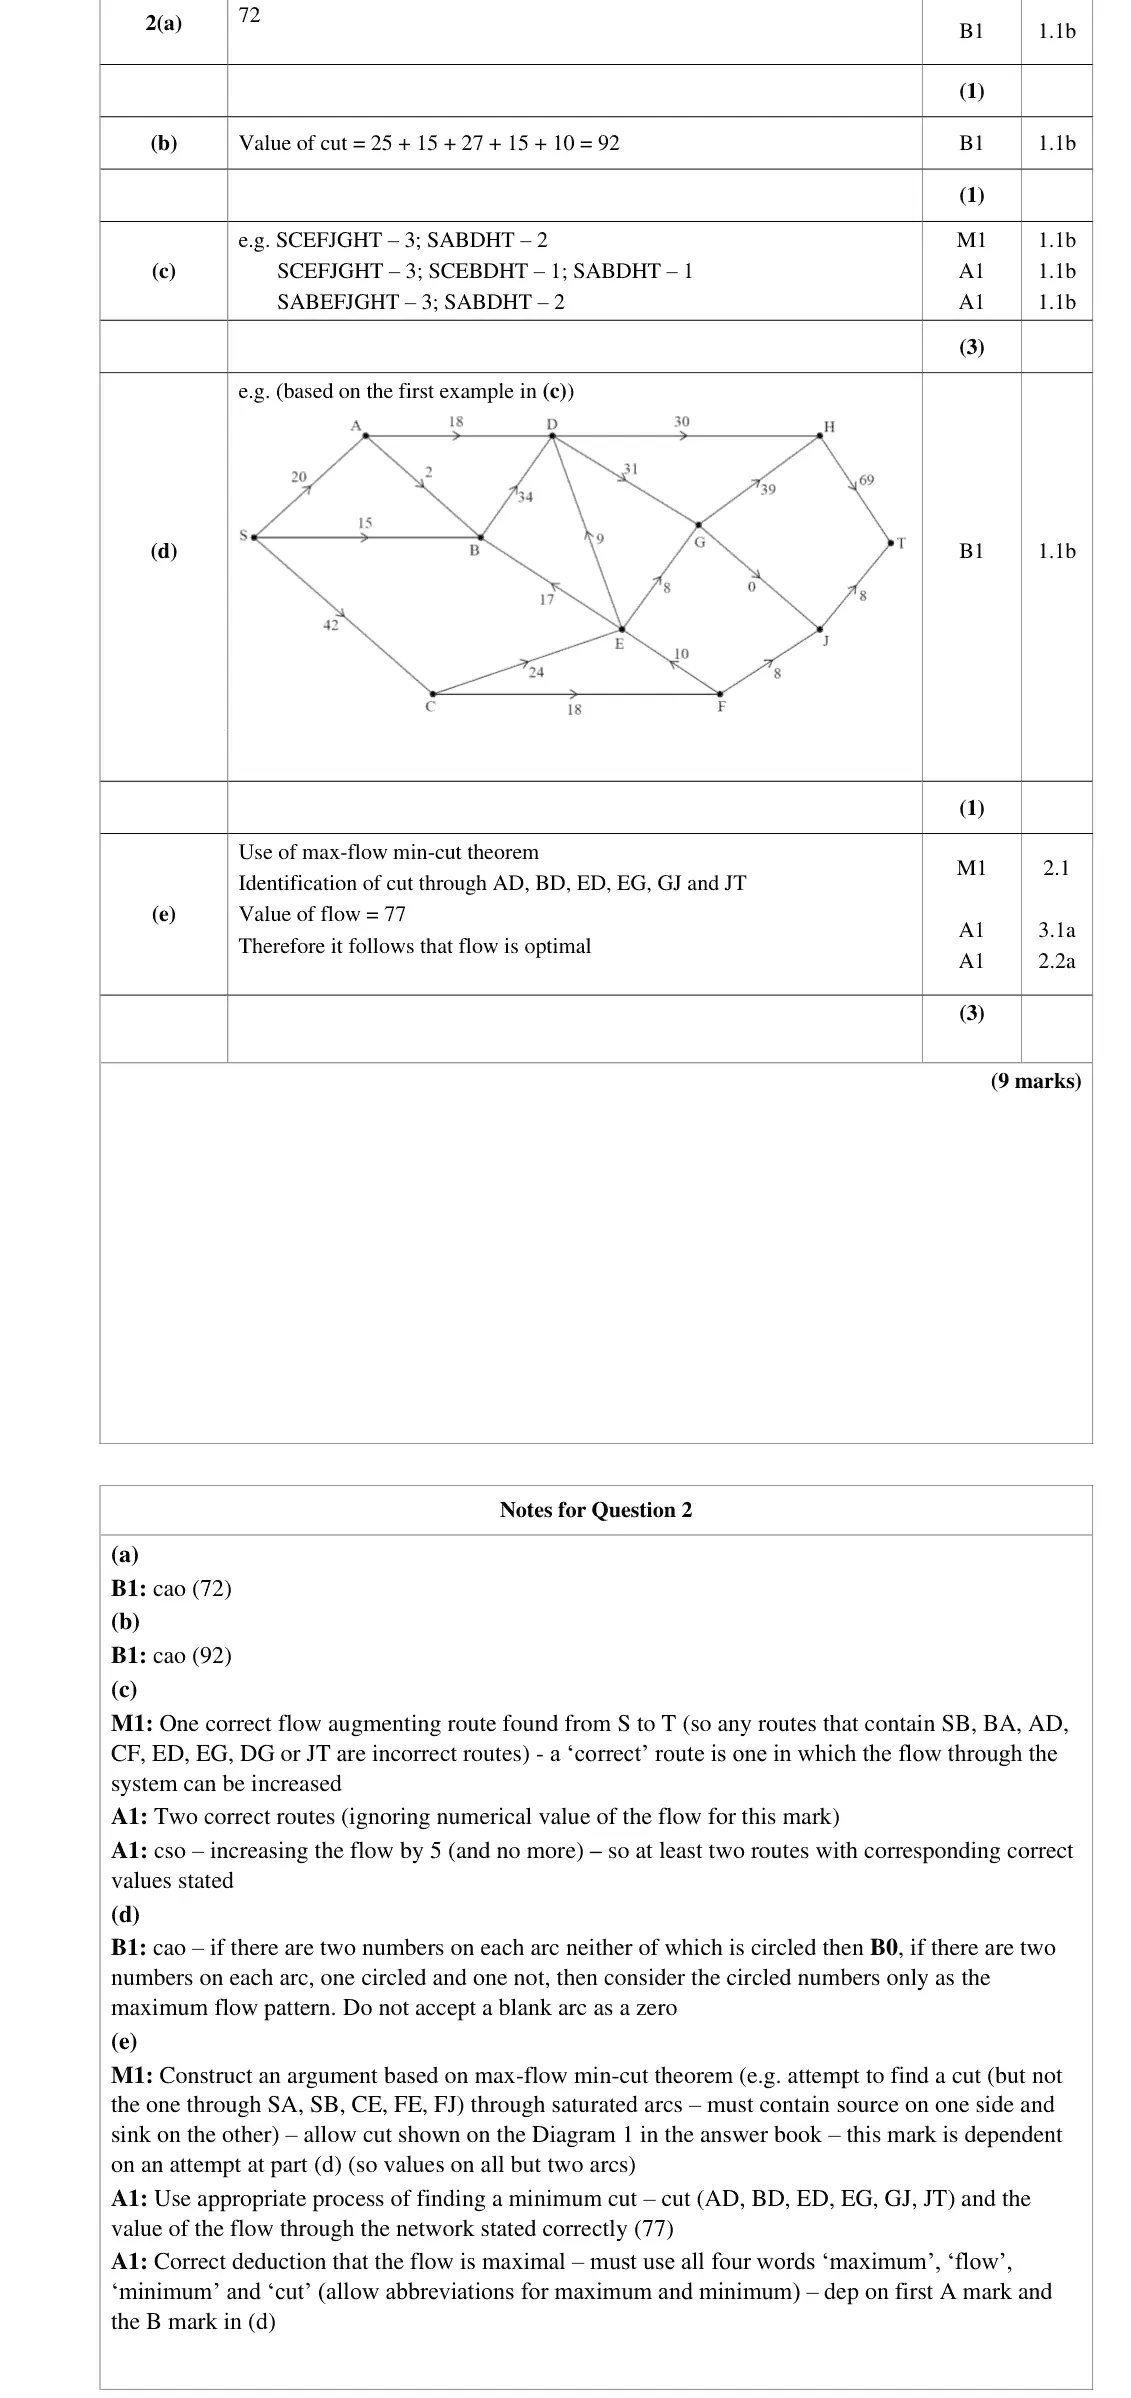 2(a) 72 B1 1.1b
(1)
(b) Value of cut = 25 + 15 + 27 + 15 + 10 = 92 B1 1.1b
(1)
(c) e.g. SCEFJGHT – 3; SABDHT – 2 M1 1.1b
SCEFJGHT – 3; SCEBDHT – 1; SABDHT – 1 A1 1.1b
SABEFJGHT – 3; SABDHT – 2 A1 1.1b
(3)
(d) e.g. (based on the first example in (c)) B1 1.1b
A 18 D 30 H
20 2 34 31 39 69
S 15 B 9 G T
42 17 8 0 8
E J
24 10 8
C 18 F
(1)
(e) Use of max-flow min-cut theorem M1 2.1
Identification of cut through AD, BD, ED, EG, GJ and JT
Value of flow = 77 A1 3.1a
Therefore it follows that flow is optimal A1 2.2a
(3)
(9 marks)
Notes for Question 2
(a)
B1: cao (72)
(b)
B1: cao (92)
(c)
M1: One correct flow augmenting route found from S to T (so any routes that contain SB, BA, AD,
CF, ED, EG, DG or JT are incorrect routes) - a ‘correct’ route is one in which the flow through the
system can be increased
A1: Two correct routes (ignoring numerical value of the flow for this mark)
A1: cso – increasing the flow by 5 (and no more) – so at least two routes with corresponding correct
values stated
(d)
B1: cao – if there are two numbers on each arc neither of which is circled then B0, if there are two
numbers on each arc, one circled and one not, then consider the circled numbers only as the
maximum flow pattern. Do not accept a blank arc as a zero
(e)
M1: Construct an argument based on max-flow min-cut theorem (e.g. attempt to find a cut (but not
the one through SA, SB, CE, FE, FJ) through saturated arcs – must contain source on one side and
sink on the other) – allow cut shown on the Diagram 1 in the answer book – this mark is dependent
on an attempt at part (d) (so values on all but two arcs)
A1: Use appropriate process of finding a minimum cut – cut (AD, BD, ED, EG, GJ, JT) and the
value of the flow through the network stated correctly (77)
A1: Correct deduction that the flow is maximal – must use all four words ‘maximum’, ‘flow’,
‘minimum’ and ‘cut’ (allow abbreviations for maximum and minimum) – dep on first A mark and
the B mark in (d)